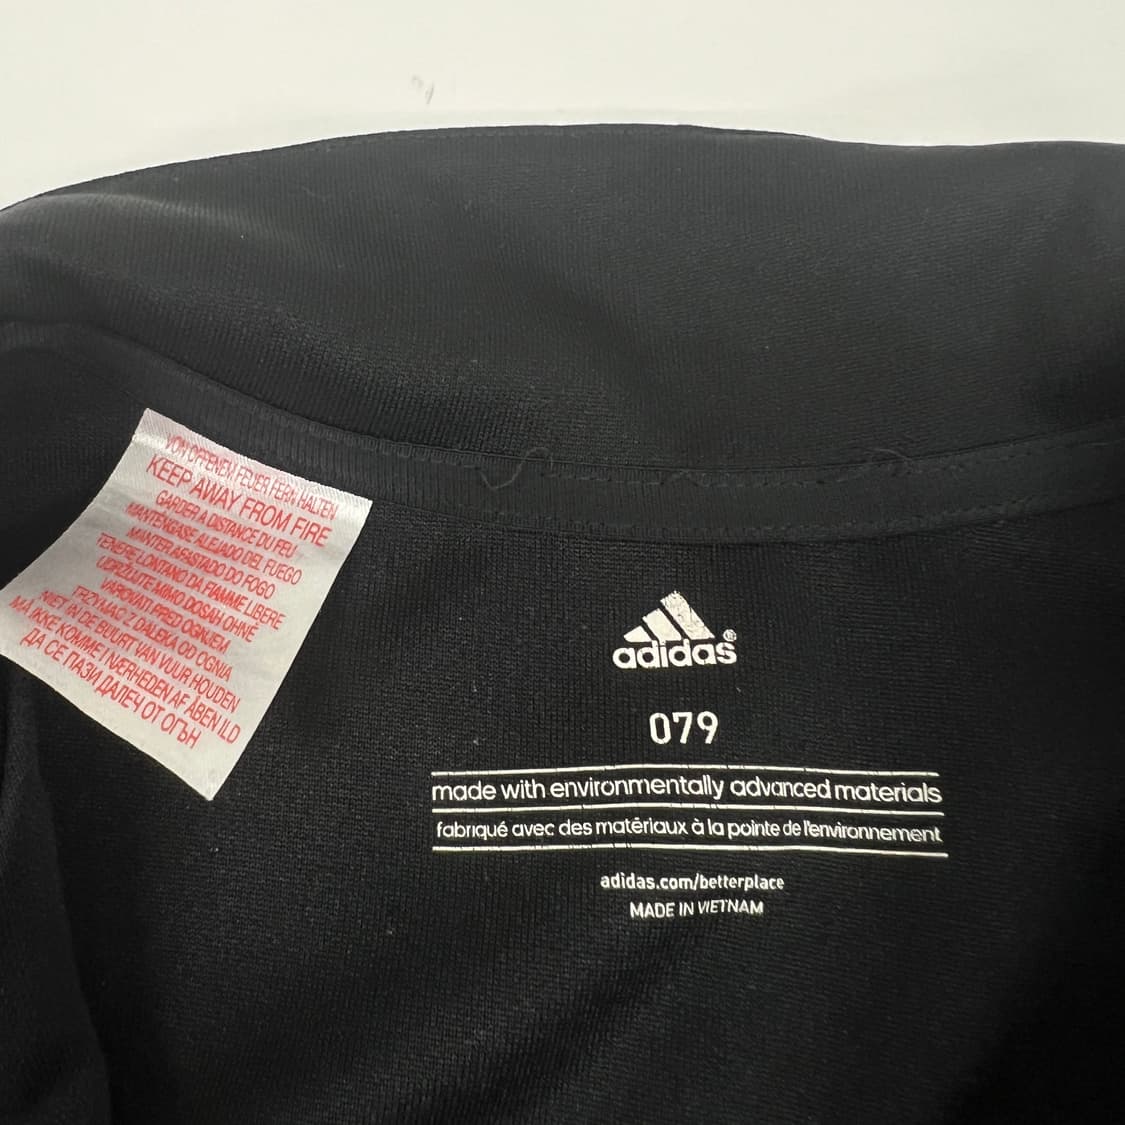 VON OFFENEM FEUER FERN HALTEN
KEEP AWAY FROM FIRE
GARDER A DISTANCE DU FEU
MANTÉNGASE ALEJADO DEL FUEGO
MANTER AFASTADO DO FOGO
TENERE LONTANO DA FIAMME LIBERE
UDRŽUJTE MIMO DOSAH OHNĚ
VAROVATI PRED OGNJEM
TRZYMAĆ Z DALEKA OD OGNIA
NIET IN DE BUURT VAN VUUR HOUDEN
MÅ IKKE KOMME I NÆRHEDEN AF ÅBEN ILD
ДА СЕ ПАЗИ ДАЛЕЧ ОТ ОГЪН
adidas®
079
made with environmentally advanced materials
fabriqué avec des matériaux à la pointe de l'environnement
adidas.com/betterplace
MADE IN VIETNAM